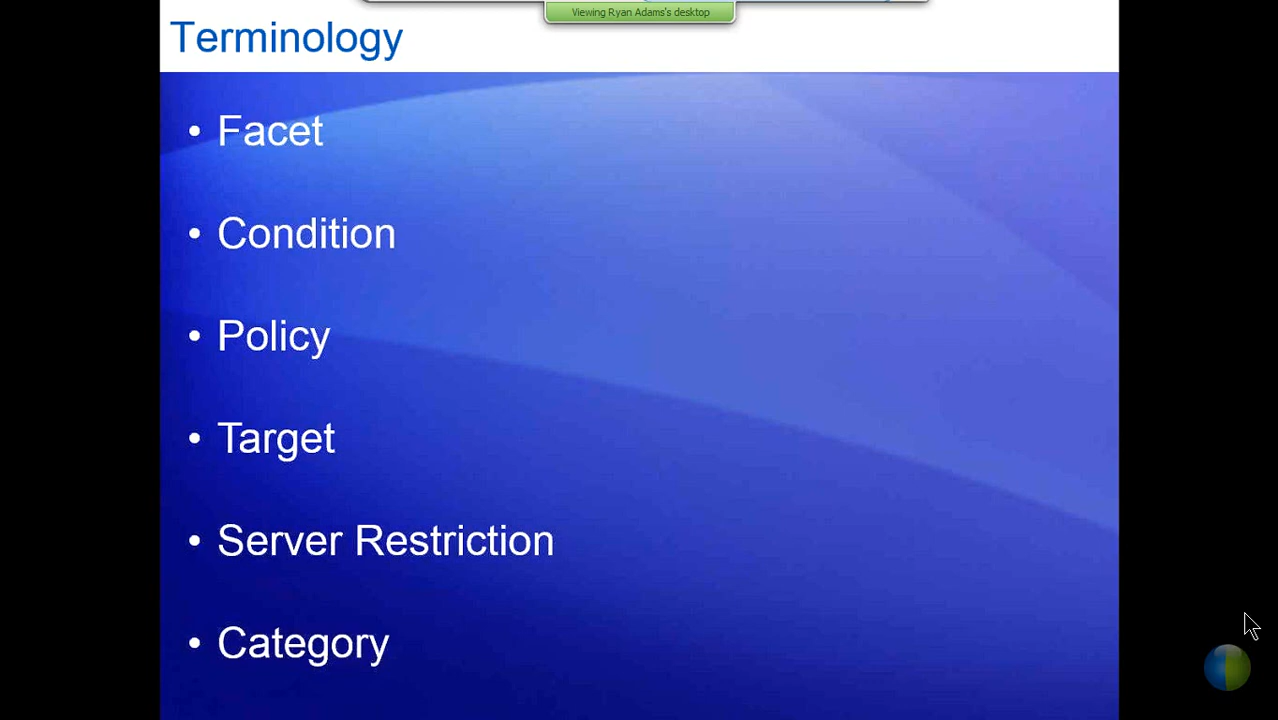 Viewing Ryan Adams's desktop
Terminology
• Facet
• Condition
• Policy
• Target
• Server Restriction
• Category